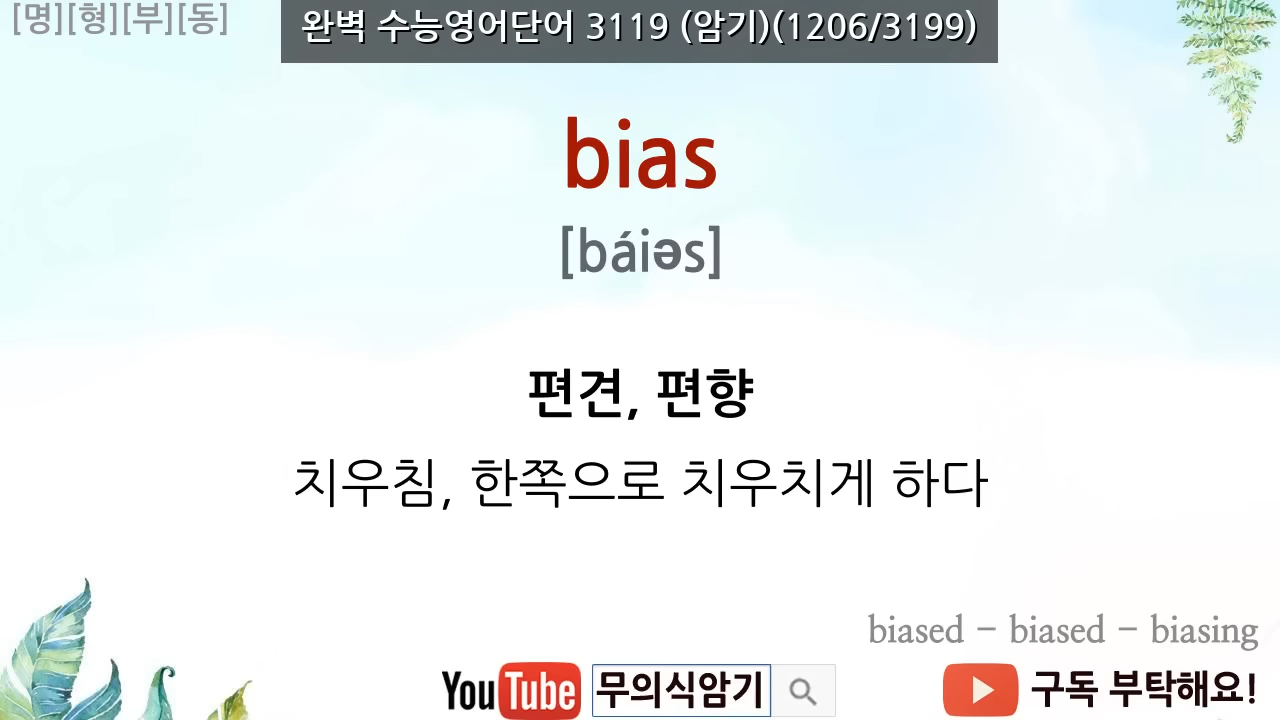 [명][형][부][동]
완벽 수능영어단어 3119 (암기)(1206/3199)
bias
[báiəs]
편견, 편향
치우침, 한쪽으로 치우치게 하다
biased - biased - biasing
YouTube 무의식암기 구독 부탁해요!